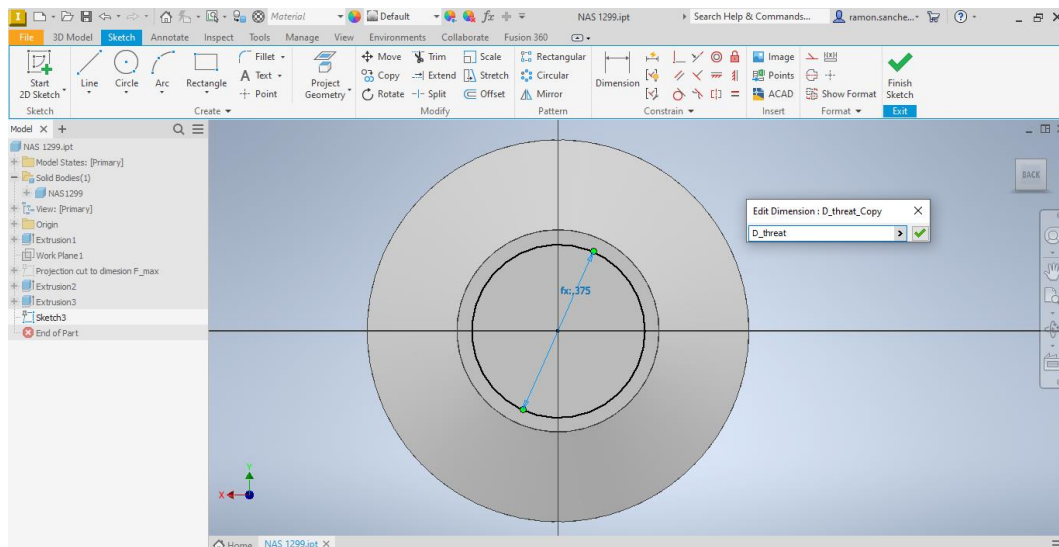 Material
Default
fx
NAS 1299.ipt
Search Help & Commands...
ramon.sanche...
File 3D Model Sketch Annotate Inspect Tools Manage View Environments Collaborate Fusion 360
Start 2D Sketch
Line
Circle
Arc
Rectangle
Fillet
Text
Point
Project Geometry
Move Trim Scale
Copy Extend Stretch
Rotate Split Offset
Rectangular
Circular
Mirror
Dimension
Image
Points
ACAD
Show Format
Finish Sketch
Sketch Create Modify Pattern Constrain Insert Format Exit
Model
NAS 1299.ipt
Model States: [Primary]
Solid Bodies(1)
NAS1299
View: [Primary]
Origin
Extrusion1
Work Plane1
Projection cut to dimesion F_max
Extrusion2
Extrusion3
Sketch3
End of Part
BACK
Edit Dimension : D_threat_Copy
D_threat
fx:,375
Y
X
Home NAS 1299.ipt